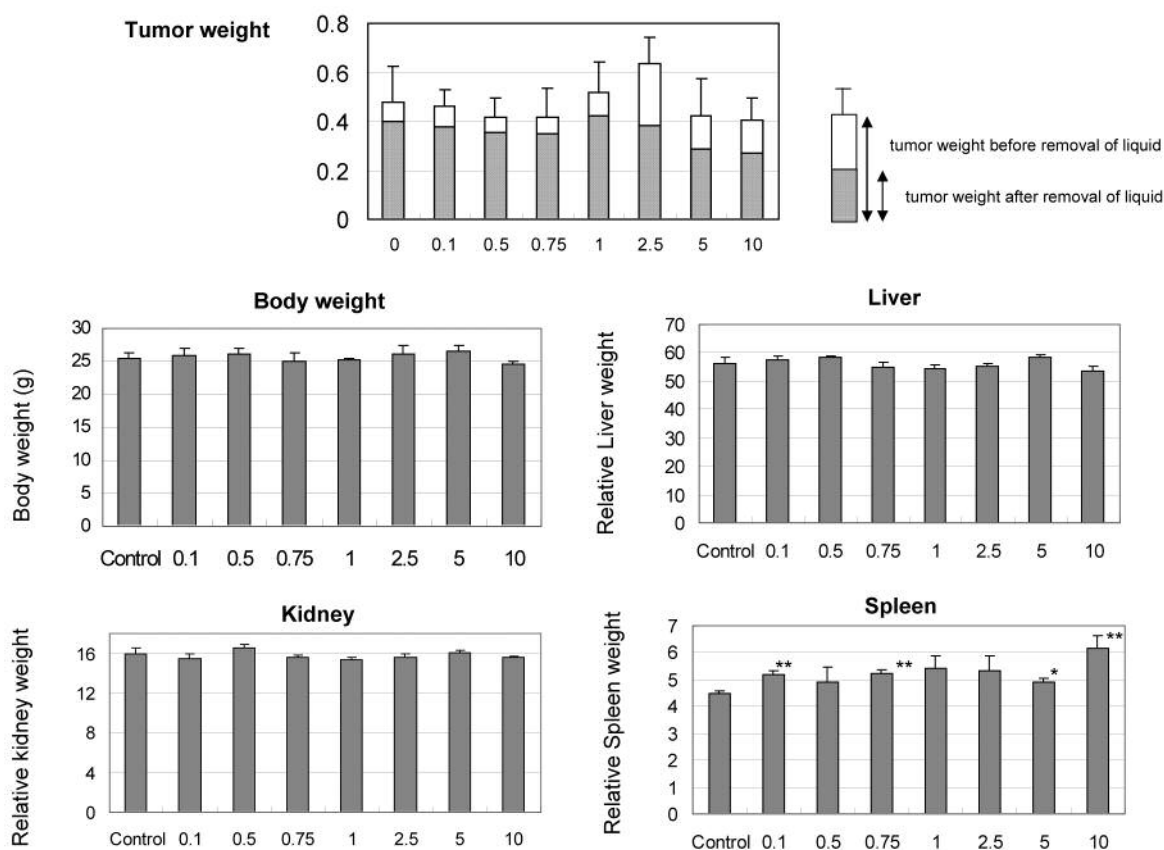 Tumor weight
0.8
0.6
0.4
0.2
0
0 0.1 0.5 0.75 1 2.5 5 10
tumor weight before removal of liquid
tumor weight after removal of liquid
Body weight
Body weight (g)
30
25
20
15
10
5
0
Control 0.1 0.5 0.75 1 2.5 5 10
Liver
Relative Liver weight
70
60
50
40
30
20
10
0
Control 0.1 0.5 0.75 1 2.5 5 10
Kidney
Relative kidney weight
16
12
8
4
0
Control 0.1 0.5 0.75 1 2.5 5 10
Spleen
Relative Spleen weight
7
6
5
4
3
2
1
0
** ** * **
Control 0.1 0.5 0.75 1 2.5 5 10